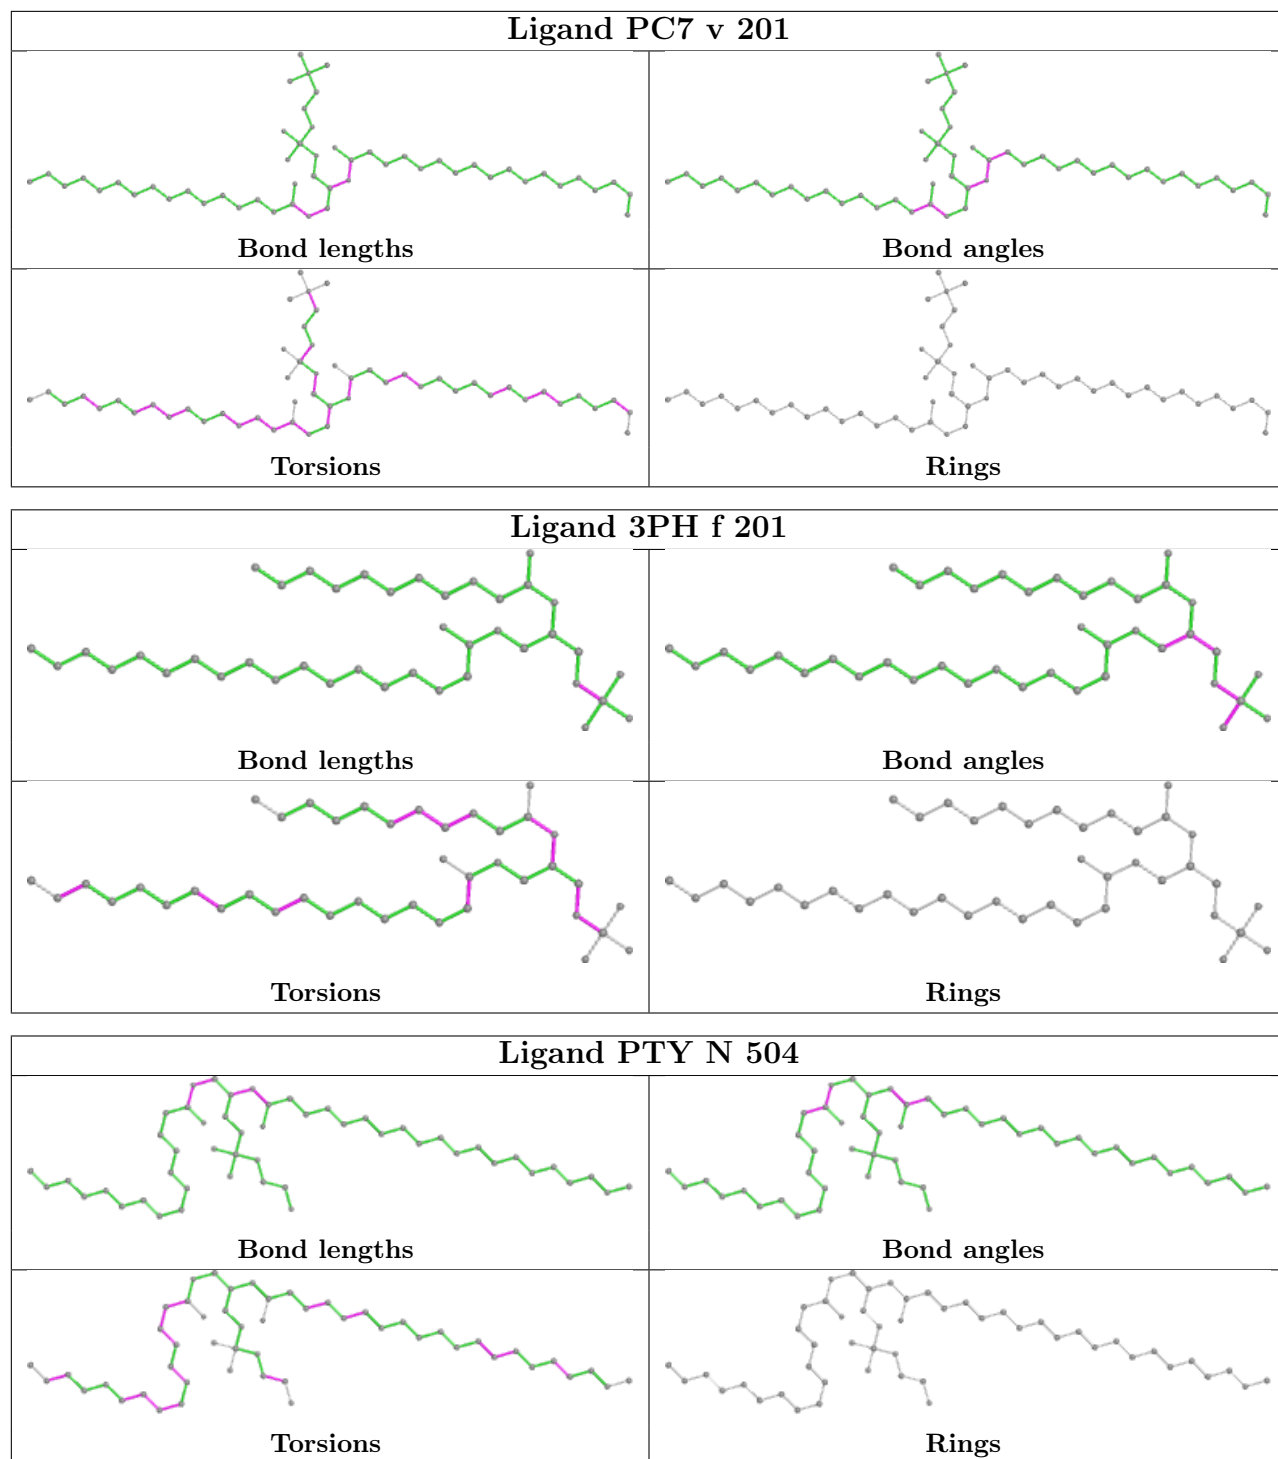 Ligand PC7 v 201
Bond lengths
Bond angles
Torsions
Rings
Ligand 3PH f 201
Bond lengths
Bond angles
Torsions
Rings
Ligand PTY N 504
Bond lengths
Bond angles
Torsions
Rings